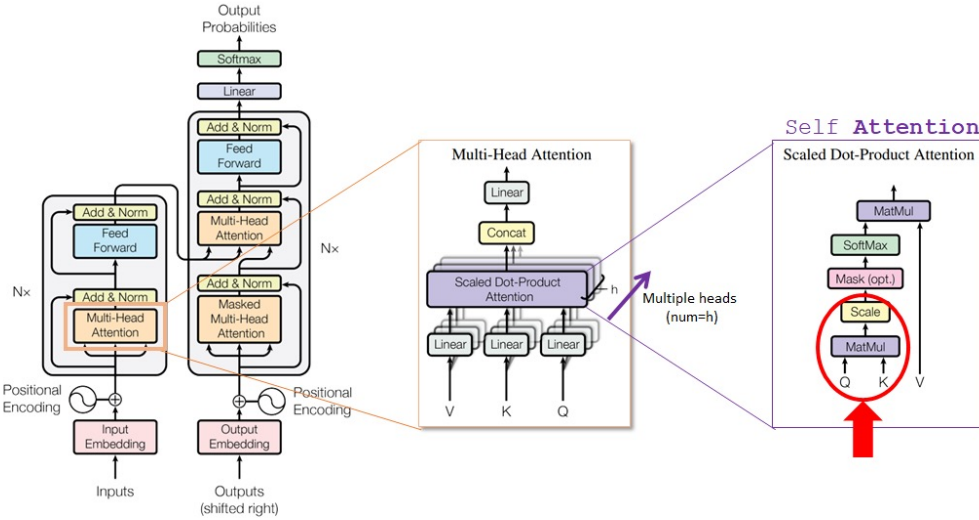 Output
Probabilities
Softmax
Linear
Add & Norm
Feed
Forward
Add & Norm
Multi-Head
Attention
Add & Norm
Masked
Multi-Head
Attention
Nx
Add & Norm
Feed
Forward
Add & Norm
Multi-Head
Attention
Nx
Positional
Encoding
Positional
Encoding
Input
Embedding
Output
Embedding
Inputs
Outputs
(shifted right)
Multi-Head Attention
Linear
Concat
Scaled Dot-Product
Attention
h
Linear
Linear
Linear
V
K
Q
Multiple heads
(num=h)
Self Attention
Scaled Dot-Product Attention
MatMul
SoftMax
Mask (opt.)
Scale
MatMul
Q
K
V